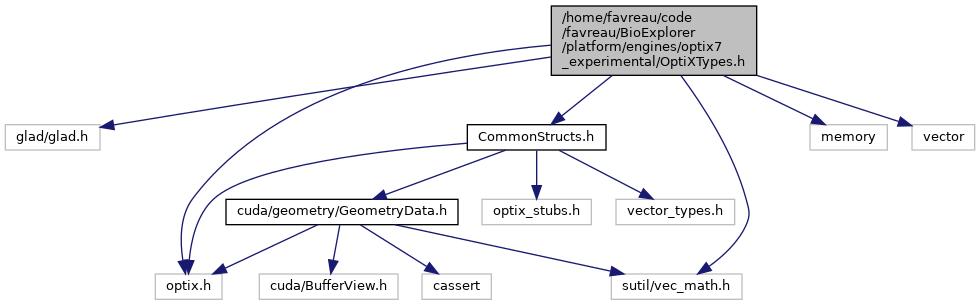 /home/favreau/code
/favreau/BioExplorer
/platform/engines/optix7
_experimental/OptiXTypes.h
glad/glad.h
CommonStructs.h
memory
vector
cuda/geometry/GeometryData.h
optix_stubs.h
vector_types.h
optix.h
cuda/BufferView.h
cassert
sutil/vec_math.h